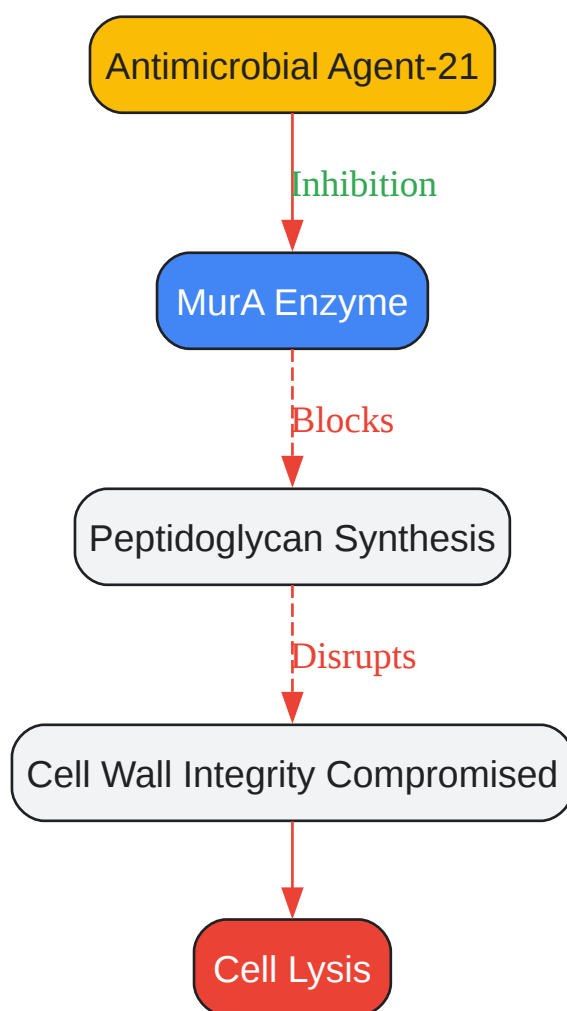 Antimicrobial Agent-21
Inhibition
MurA Enzyme
Blocks
Peptidoglycan Synthesis
Disrupts
Cell Wall Integrity Compromised
Cell Lysis